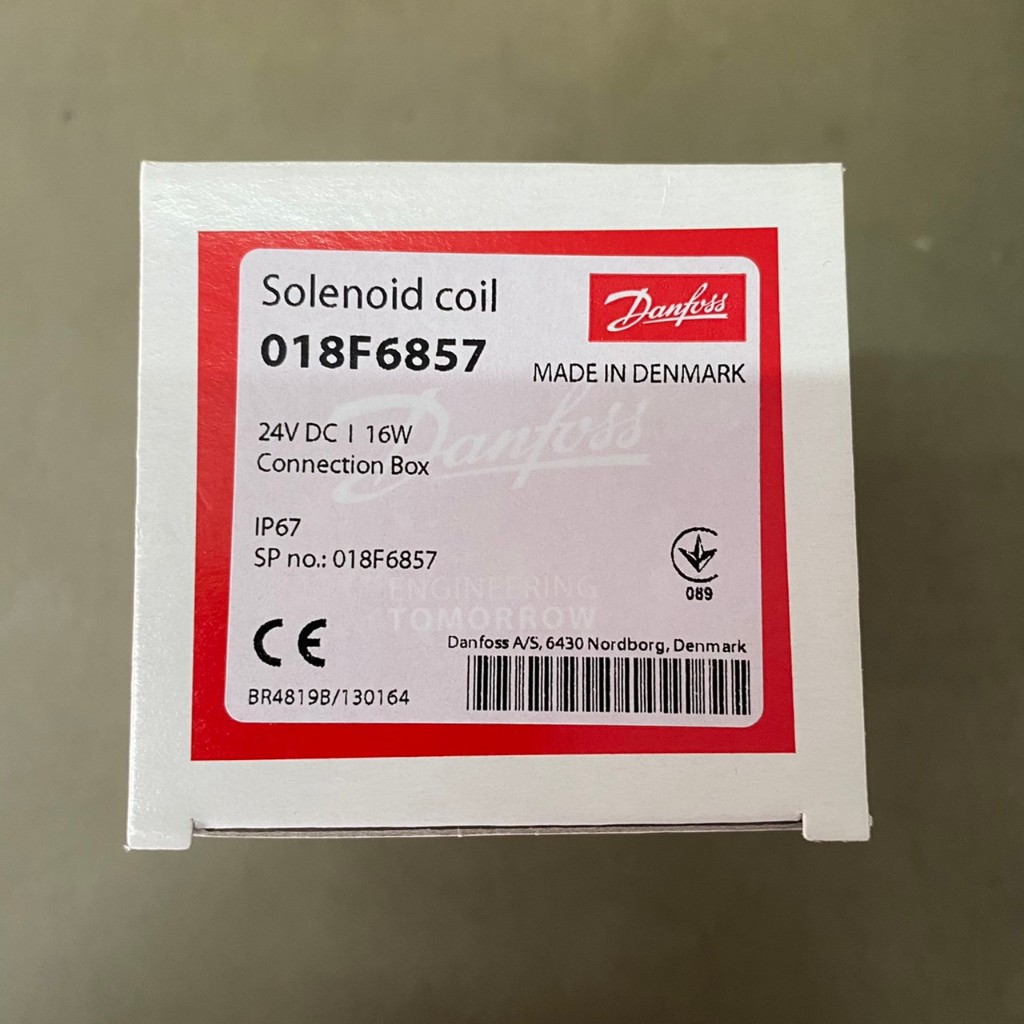 Solenoid coil
018F6857
Danfoss
MADE IN DENMARK
24V DC | 16W
Connection Box
Danfoss
IP67
SP no.: 018F6857
ENGINEERING
TOMORROW
089
CE
Danfoss A/S, 6430 Nordborg, Denmark
BR4819B/130164